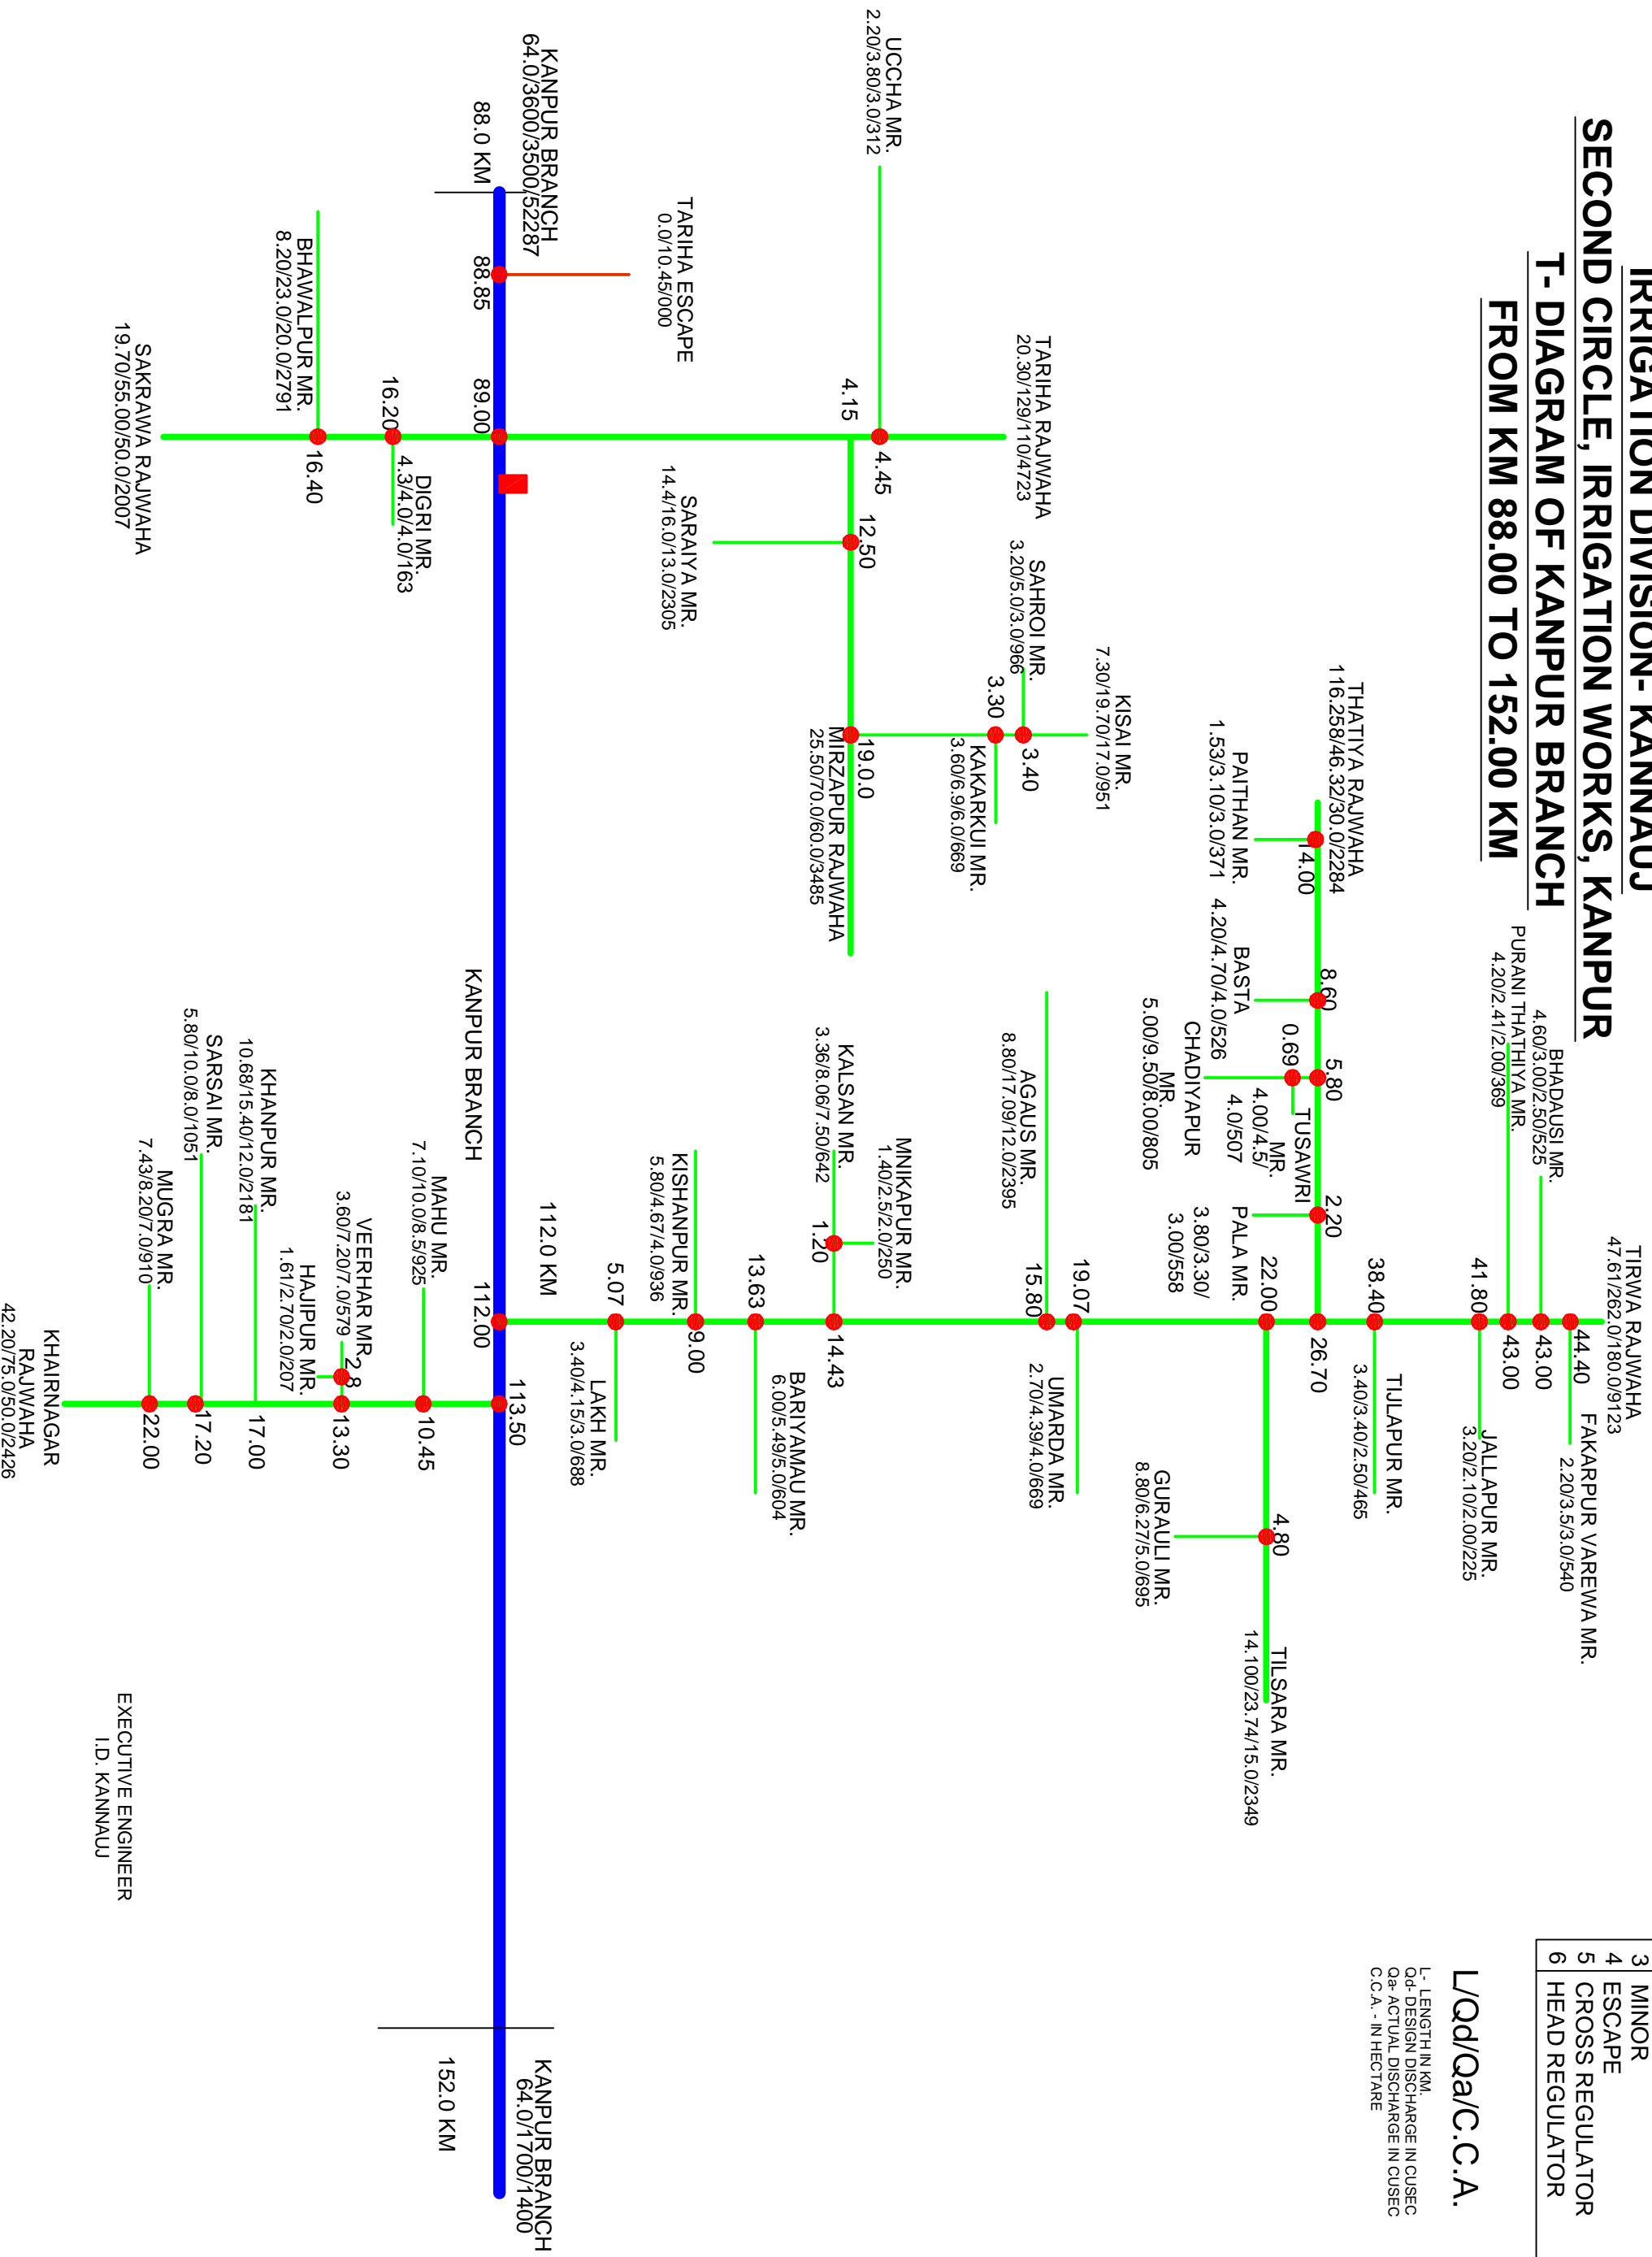 IRRIGATION DIVISION- KANNAUJ
SECOND CIRCLE, IRRIGATION WORKS, KANPUR
T- DIAGRAM OF KANPUR BRANCH
FROM KM 88.00 TO 152.00 KM
3 MINOR
4 ESCAPE
5 CROSS REGULATOR
6 HEAD REGULATOR
L/Qd/Qa/C.C.A.
L- LENGTH IN KM.
Qd- DESIGN DISCHARGE IN CUSEC
Qa- ACTUAL DISCHARGE IN CUSEC
C.C.A. - IN HECTARE
TIRWA RAJWAHA
47.61/262.0/180.0/9123
44.40
FAKARPUR VAREWA MR.
2.20/3.5/3.0/540
BHADAUSI MR.
4.60/3.00/2.50/525
43.00
PURANI THATHIYA MR.
4.20/2.41/2.00/369
43.00
41.80
JALLAPUR MR.
3.20/2.10/2.00/225
38.40
TIJLAPUR MR.
3.40/3.40/2.50/465
THATIYA RAJWAHA
116.258/46.32/30.0/2284
14.00
8.60
5.80
2.20
26.70
PAITHAN MR.
1.53/3.10/3.0/371
BASTA
4.20/4.70/4.0/526
0.69
TUSAWRI
MR.
4.00/4.5/
4.0/507
CHADIYAPUR
MR.
5.00/9.50/8.00/805
PALA MR.
3.80/3.30/
3.00/558
22.00
4.80
TILSARA MR.
14.100/23.74/15.0/2349
GURAULI MR.
8.80/6.27/5.0/695
19.07
UMARDA MR.
2.70/4.39/4.0/669
AGAUS MR.
8.80/17.09/12.0/2395
15.80
MNIKAPUR MR.
1.40/2.5/2.0/250
KALSAN MR.
3.36/8.06/7.50/642
1.20
14.43
13.63
BARIYAMAU MR.
6.00/5.49/5.0/604
KISHANPUR MR.
5.80/4.67/4.0/936
9.00
5.07
LAKH MR.
3.40/4.15/3.0/688
KISAI MR.
7.30/19.70/17.0/951
SAHROI MR.
3.20/5.0/3.0/966
3.40
3.30
KAKARKUI MR.
3.60/6.9/6.0/669
TARIHA RAJWAHA
20.30/129/110/4723
UCCHA MR.
2.20/3.80/3.0/312
4.45
4.15
12.50
19.0.0
MIRZAPUR RAJWAHA
25.50/70.0/60.0/3485
SARAIYA MR.
14.4/16.0/13.0/2305
TARIHA ESCAPE
0.0/10.45/000
KANPUR BRANCH
64.0/3600/3500/52287
88.0 KM
88.85
89.00
KANPUR BRANCH
112.0 KM
112.00
113.50
KANPUR BRANCH
64.0/1700/1400
152.0 KM
16.20
DIGRI MR.
4.3/4.0/4.0/163
BHAWALPUR MR.
8.20/23.0/20.0/2791
16.40
SAKRAWA RAJWAHA
19.70/55.00/50.0/2007
MAHU MR.
7.10/10.0/8.5/925
10.45
VEERHAR MR.
3.60/7.20/7.0/579
2.8
13.30
HAJIPUR MR.
1.61/2.70/2.0/207
KHANPUR MR.
10.68/15.40/12.0/2181
17.00
SARSAI MR.
5.80/10.0/8.0/1051
17.20
MUGRA MR.
7.43/8.20/7.0/910
22.00
KHAIRNAGAR
RAJWAHA
42.20/75.0/50.0/2426
EXECUTIVE ENGINEER
I.D. KANNAUJ